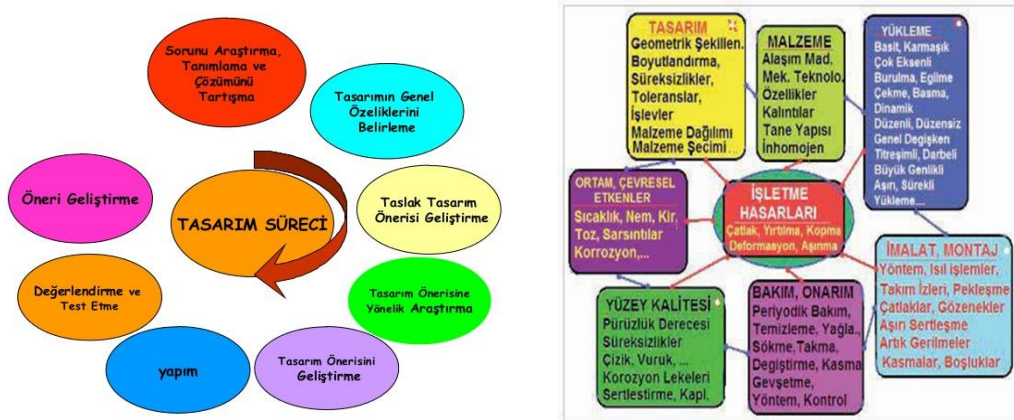 Sorunu Araştırma,
Tanımlama ve
Çözümünü
Tartışma
Tasarımın Genel
Özeliklerini
Belirleme
Taslak Tasarım
Önerisi Geliştirme
Tasarım Önerisine
Yönelik Araştırma
Tasarım Önerisini
Geliştirme
yapım
Değerlendirme ve
Test Etme
Öneri Geliştirme
TASARIM SÜRECİ
TASARIM
Geometrik Şekillen.
Boyutlandırma,
Süreksizlikler,
Toleranslar,
İşlevler
Malzeme Dağılımı
Malzeme Şecimi...
MALZEME
Alaşım Mad.
Mek. Teknolo.
Özellikler
Kalıntılar
Tane Yapısı
İnhomojen
YÜKLEME
Basit, Karmaşık
Çok Eksenli
Burulma, Egilme
Çekme, Basma,
Dinamik
Düzenli, Düzensiz
Genel Degişken
Titreşimli, Darbeli
Büyük Genlikli
Aşırı, Sürekli
Yükleme....
ORTAM, ÇEVRESEL
ETKENLER
Sıcaklık, Nem, Kir,
Toz, Sarsıntılar
Korrozyon,...
İŞLETME
HASARLARI
Çatlak, Yırtılma, Kopma
Deformasyon, Aşınma
İMALAT, MONTAJ
Yöntem, Isıl işlemler,
Takım İzleri, Pekleşme
Çatlaklar, Gözenekler
Aşırı Sertleşme
Artık Gerilmeler
Kasmalar, Boşluklar
YÜZEY KALİTESİ
Pürüzlük Derecesi
Süreksizlikler
Çizik, Vuruk, ...
Korozyon Lekeleri
Sertlestirme, Kapl.
BAKIM, ONARIM
Periyodik Bakım,
Temizleme, Yağla.,
Sökme,Takma,
Degiştirme, Kasma
Gevşetme,
Yöntem, Kontrol